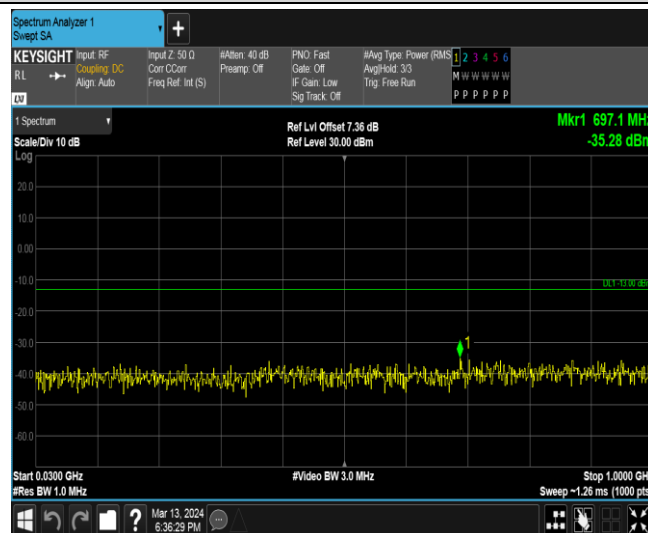 Spectrum Analyzer 1
Swept SA
+
KEYSIGHT Input: RF Input Z: 50 Ω #Atten: 40 dB PNO: Fast #Avg Type: Power (RMS 1 2 3 4 5 6
RL Coupling: DC Corr CCorr Preamp: Off Gate: Off Avg|Hold: 3/3 M W W W W W
Align: Auto Freq Ref: Int (S) IF Gain: Low Trig: Free Run
Sig Track: Off P P P P P P
LXI
1 Spectrum Ref Lvl Offset 7.36 dB Mkr1 697.1 MHz
Scale/Div 10 dB Ref Level 30.00 dBm -35.28 dBm
Log
20.0
10.0
0.00
-10.0
DL1 -13.00 dBm
-20.0
-30.0
1
-40.0
-50.0
-60.0
Start 0.0300 GHz #Video BW 3.0 MHz Stop 1.0000 GH
#Res BW 1.0 MHz Sweep ~1.26 ms (1000 pts
? Mar 13, 2024
6:36:29 PM